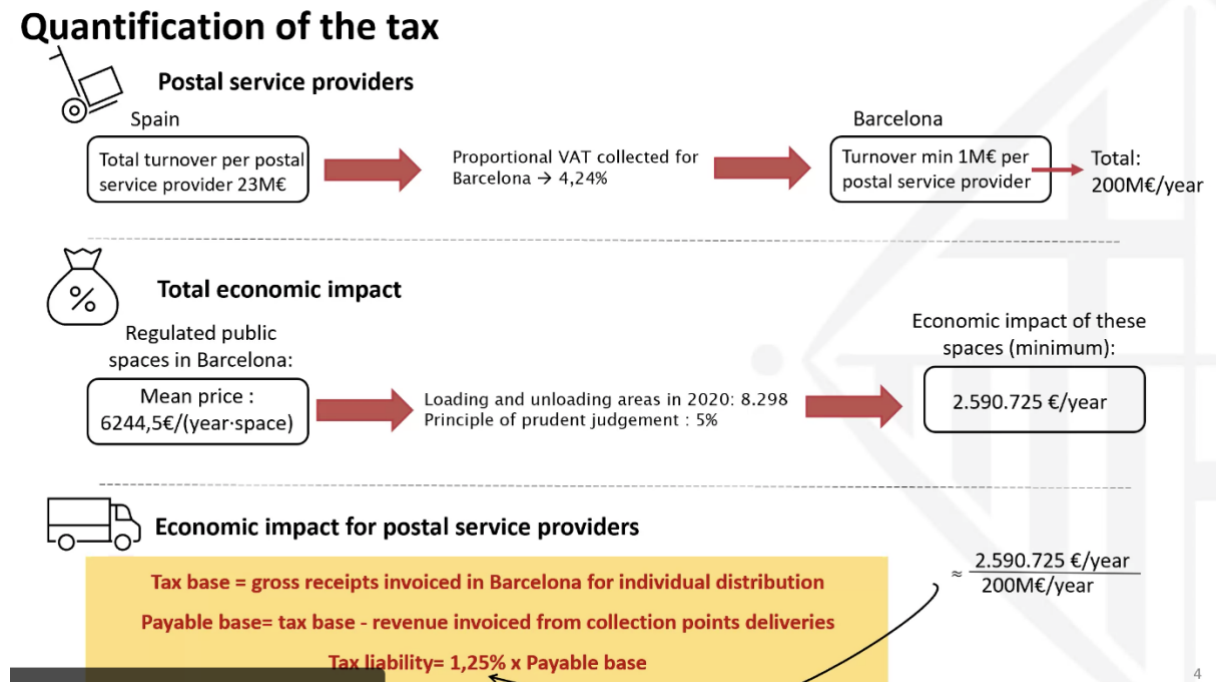 Quantification of the tax
Postal service providers
Spain
Total turnover per postal
service provider 23M€
Proportional VAT collected for
Barcelona → 4,24%
Barcelona
Turnover min 1M€ per
postal service provider
Total:
200M€/year
%
Total economic impact
Regulated public
spaces in Barcelona:
Mean price :
6244,5€/(year·space)
Loading and unloading areas in 2020: 8.298
Principle of prudent judgement : 5%
Economic impact of these
spaces (minimum):
2.590.725 €/year
Economic impact for postal service providers
Tax base = gross receipts invoiced in Barcelona for individual distribution
Payable base= tax base - revenue invoiced from collection points deliveries
Tax liability= 1,25% x Payable base
≈ 2.590.725 €/year
200M€/year
4